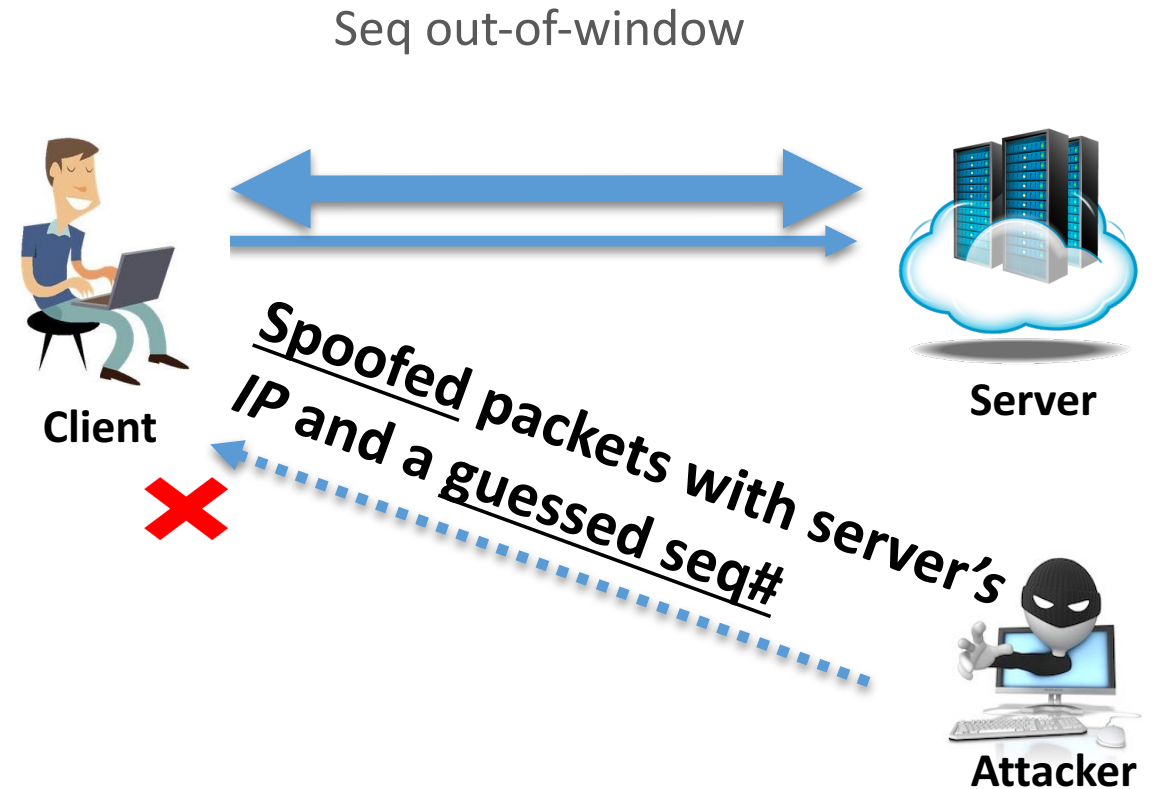 Seq out-of-window
Spoofed packets with server’s
IP and a guessed seq#
Client
Server
Attacker